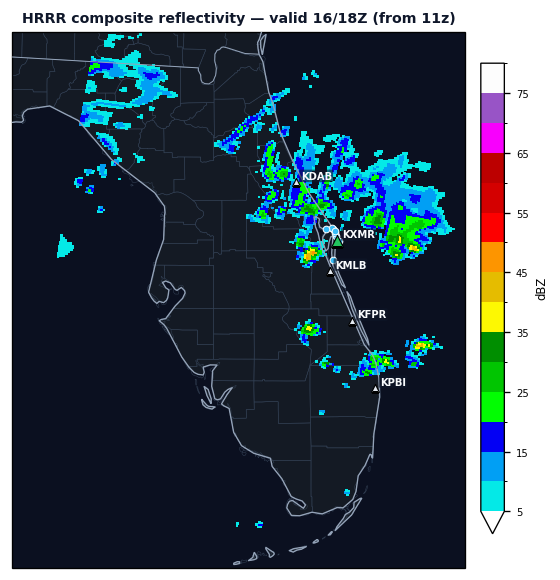 HRRR composite reflectivity — valid 16/18Z (from 11z)
KDAB
KXMR
KMLB
KFPR
KPBI
75
65
55
45
35
25
15
5
dBZ